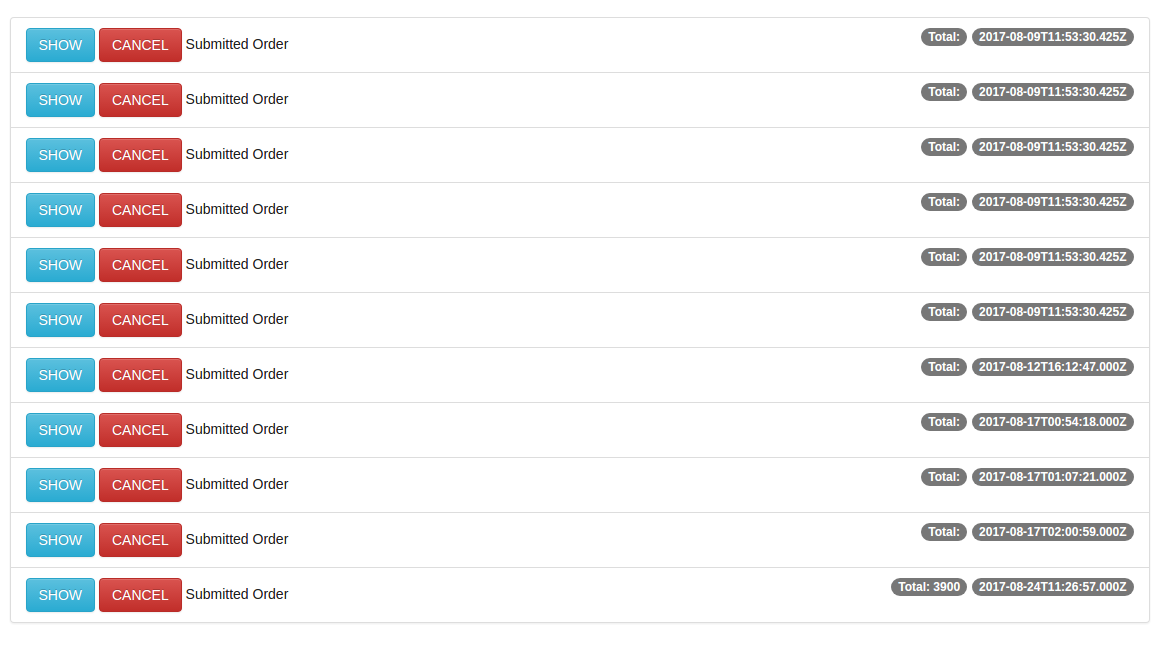 SHOW CANCEL Submitted Order Total: 2017-08-09T11:53:30.425Z
SHOW CANCEL Submitted Order Total: 2017-08-09T11:53:30.425Z
SHOW CANCEL Submitted Order Total: 2017-08-09T11:53:30.425Z
SHOW CANCEL Submitted Order Total: 2017-08-09T11:53:30.425Z
SHOW CANCEL Submitted Order Total: 2017-08-09T11:53:30.425Z
SHOW CANCEL Submitted Order Total: 2017-08-09T11:53:30.425Z
SHOW CANCEL Submitted Order Total: 2017-08-12T16:12:47.000Z
SHOW CANCEL Submitted Order Total: 2017-08-17T00:54:18.000Z
SHOW CANCEL Submitted Order Total: 2017-08-17T01:07:21.000Z
SHOW CANCEL Submitted Order Total: 2017-08-17T02:00:59.000Z
SHOW CANCEL Submitted Order Total: 3900 2017-08-24T11:26:57.000Z